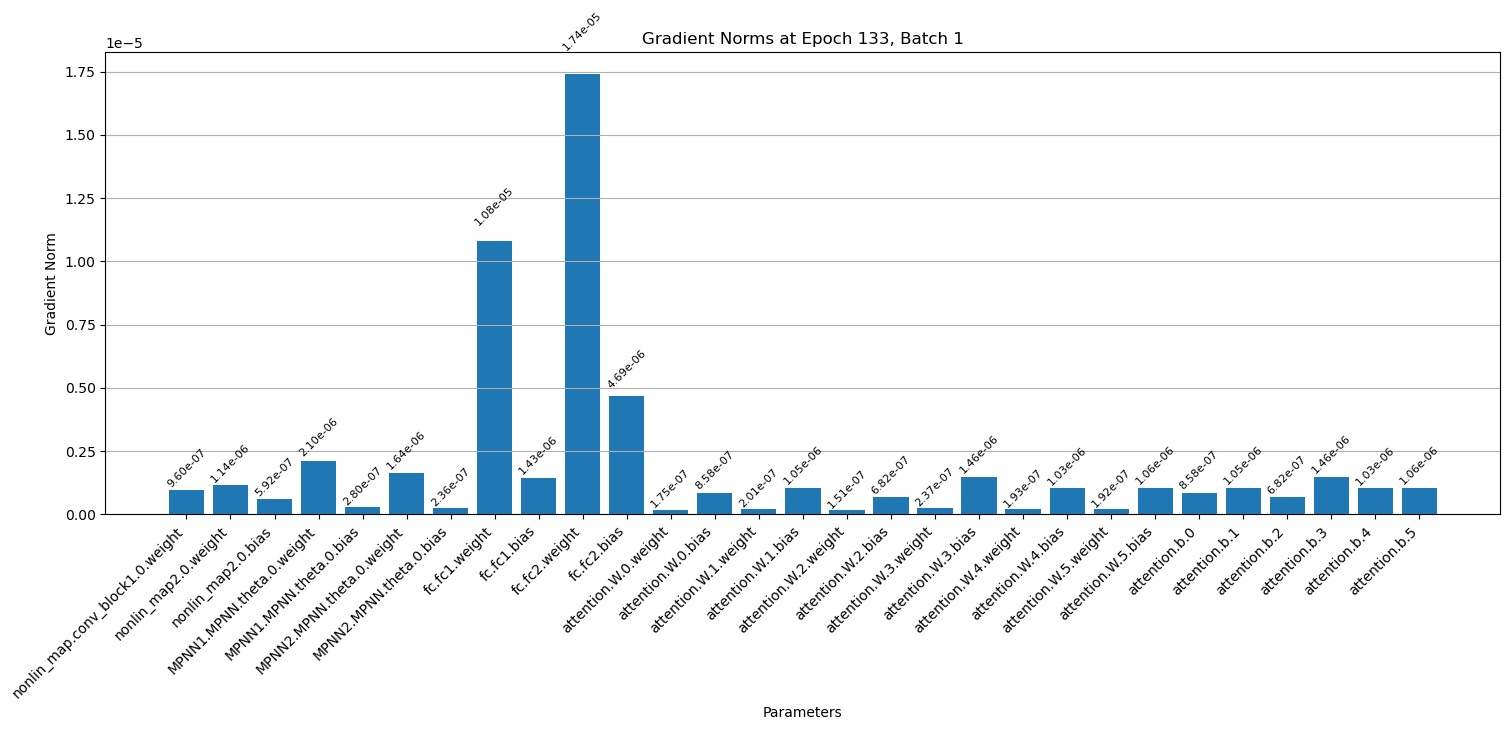 Gradient Norms at Epoch 133, Batch 1
1e−5
1.75
1.50
1.25
1.00
0.75
0.50
0.25
0.00
Gradient Norm
9.60e-07
1.14e-06
5.92e-07
2.10e-06
2.80e-07
1.64e-06
2.36e-07
1.08e-05
1.43e-06
1.74e-05
4.69e-06
1.75e-07
8.58e-07
2.01e-07
1.05e-06
1.51e-07
6.82e-07
2.37e-07
1.46e-06
1.93e-07
1.03e-06
1.92e-07
1.06e-06
8.58e-07
1.05e-06
6.82e-07
1.46e-06
1.03e-06
1.06e-06
nonlin_map.conv_block1.0.weight
nonlin_map2.0.weight
nonlin_map2.0.bias
MPNN1.MPNN.theta.0.weight
MPNN1.MPNN.theta.0.bias
MPNN2.MPNN.theta.0.weight
MPNN2.MPNN.theta.0.bias
fc.fc1.weight
fc.fc1.bias
fc.fc2.weight
fc.fc2.bias
attention.W.0.weight
attention.W.0.bias
attention.W.1.weight
attention.W.1.bias
attention.W.2.weight
attention.W.2.bias
attention.W.3.weight
attention.W.3.bias
attention.W.4.weight
attention.W.4.bias
attention.W.5.weight
attention.W.5.bias
attention.b.0
attention.b.1
attention.b.2
attention.b.3
attention.b.4
attention.b.5
Parameters